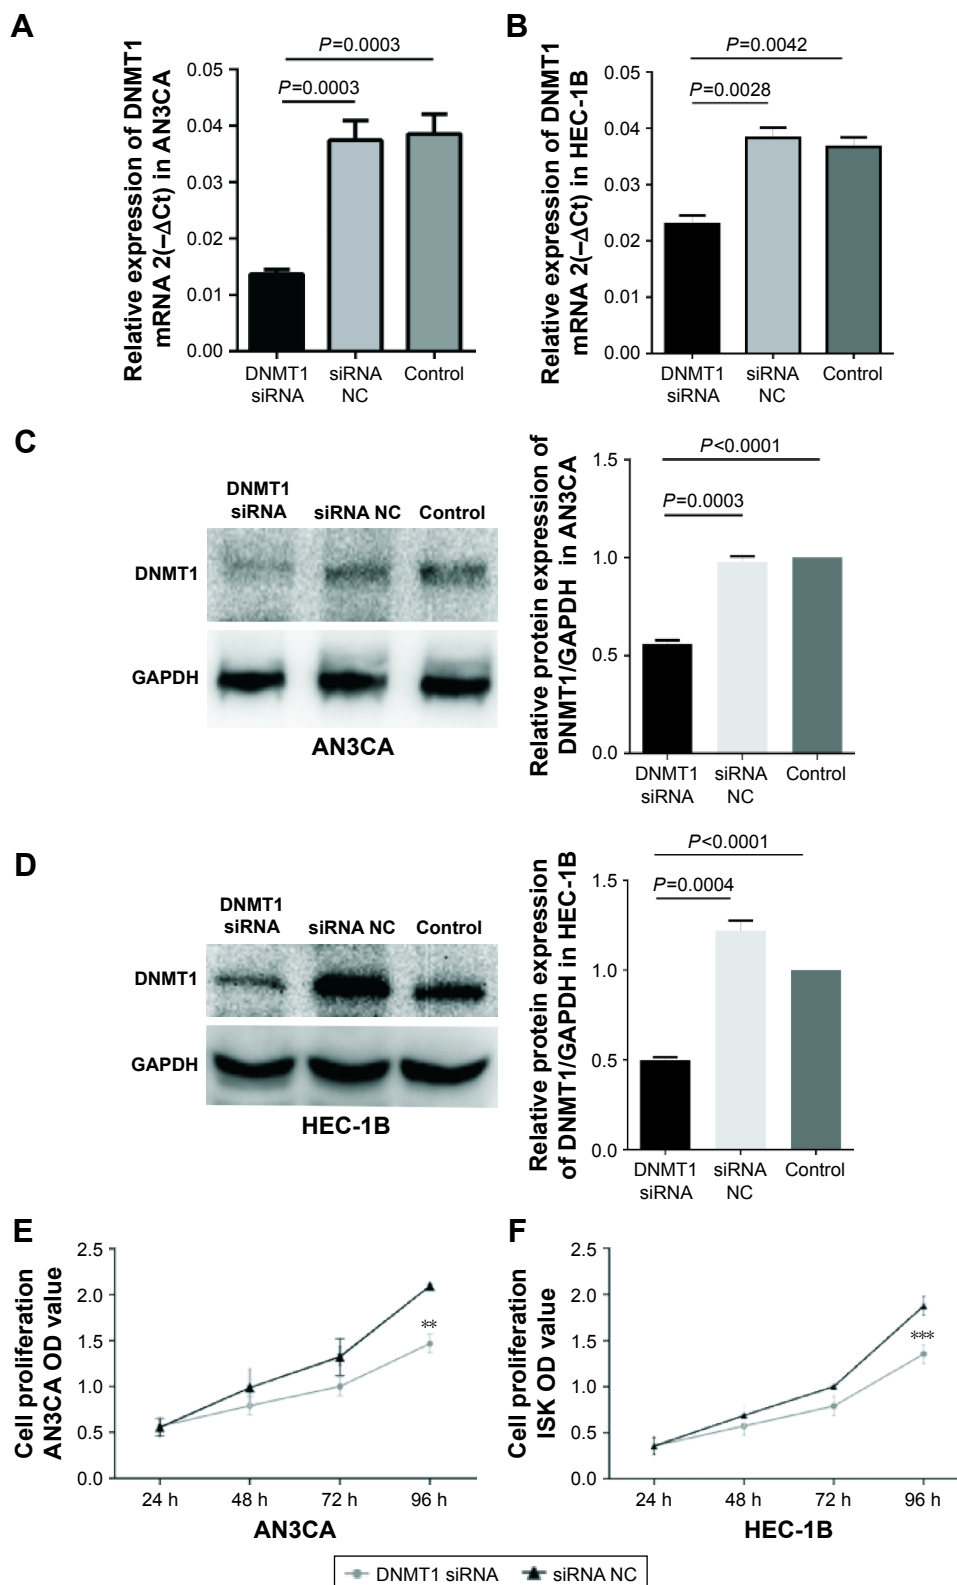 A
Relative expression of DNMT1
mRNA 2(−ΔCt) in AN3CA
P=0.0003
P=0.0003
0.05
0.04
0.03
0.02
0.01
0.00
DNMT1
siRNA
siRNA
NC
Control
B
Relative expression of DNMT1
mRNA 2(−ΔCt) in HEC-1B
P=0.0042
P=0.0028
0.05
0.04
0.03
0.02
0.01
0.00
DNMT1
siRNA
siRNA
NC
Control
C
DNMT1
siRNA
siRNA NC
Control
DNMT1
GAPDH
AN3CA
Relative protein expression of
DNMT1/GAPDH in AN3CA
P<0.0001
P=0.0003
1.5
1.0
0.5
0.0
DNMT1
siRNA
siRNA
NC
Control
D
DNMT1
siRNA
siRNA NC
Control
DNMT1
GAPDH
HEC-1B
Relative protein expression
of DNMT1/GAPDH in HEC-1B
P<0.0001
P=0.0004
1.5
1.0
0.5
0.0
DNMT1
siRNA
siRNA
NC
Control
E
Cell proliferation
AN3CA OD value
2.5
2.0
1.5
1.0
0.5
0.0
**
24 h
48 h
72 h
96 h
AN3CA
F
Cell proliferation
ISK OD value
2.5
2.0
1.5
1.0
0.5
0.0
***
24 h
48 h
72 h
96 h
HEC-1B
DNMT1 siRNA
siRNA NC